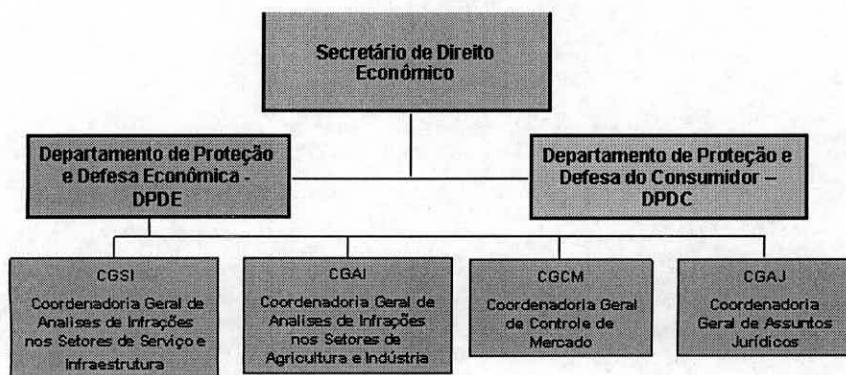 Secretário de Direito
Econômico
Departamento de Proteção
e Defesa Econômica -
DPDE
Departamento de Proteção e
Defesa do Consumidor –
DPDC
CGSI
Coordenadoria Geral de
Analises de Infrações
nos Setores de Serviço e
Infraestrutura
CGAI
Coordenadoria Geral de
Analises de Infrações
nos Setores de
Agricultura e Indústria
CGCM
Coordenadoria Geral
de Controle de
Mercado
CGAJ
Coordenadoria
Geral de Assuntos
Jurídicos